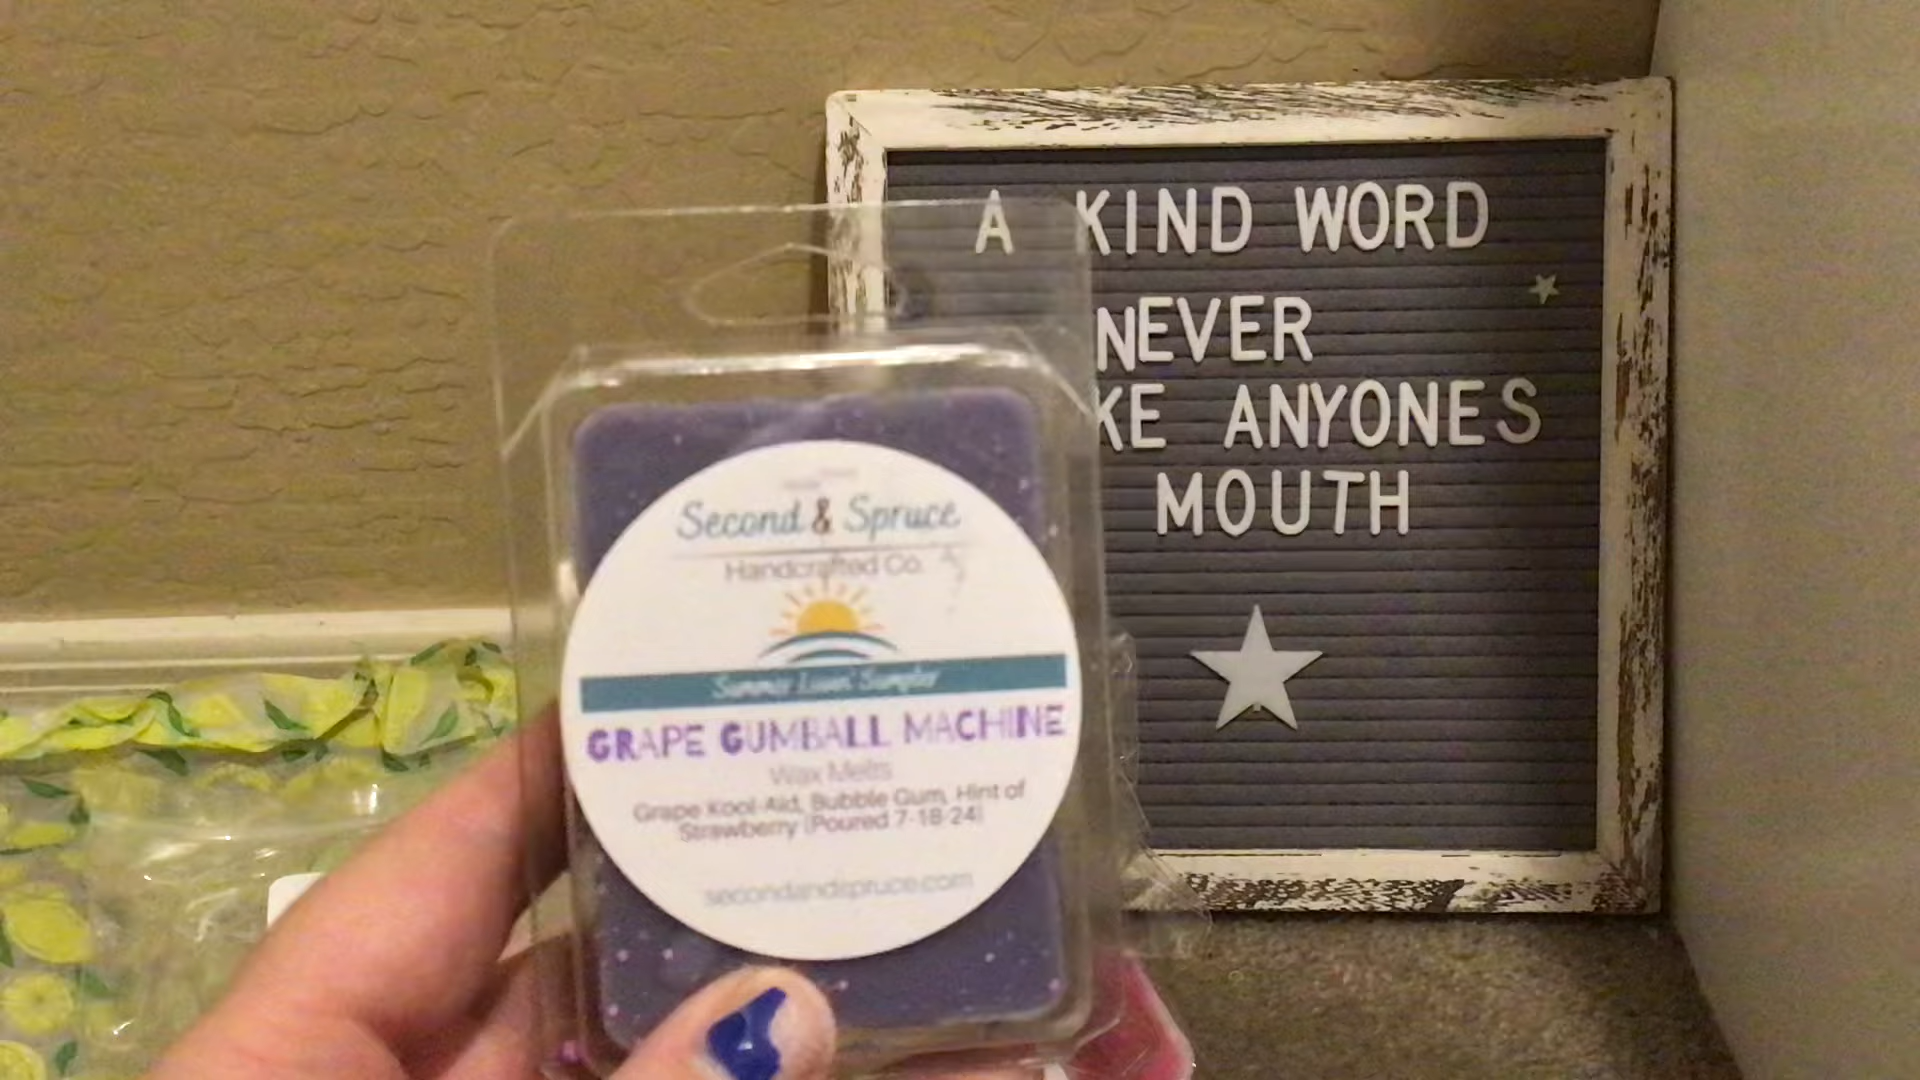 Second & Spruce
Handcrafted Co.
Summer Lovin' Sampler
GRAPE GUMBALL MACHINE
Wax Melts
Grape Kool-Aid, Bubble Gum, Hint of
Strawberry (Poured 7-18-24)
secondandspruce.com
A KIND WORD
NEVER
KE ANYONES
MOUTH